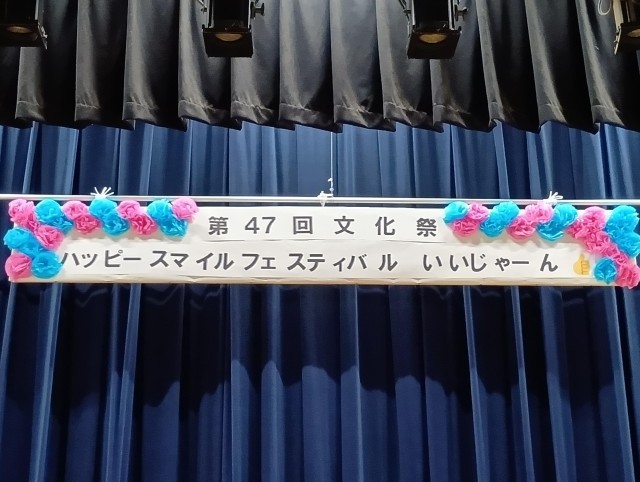 第47回文化祭
ハッピースマイルフェスティバル いいじゃーん👍